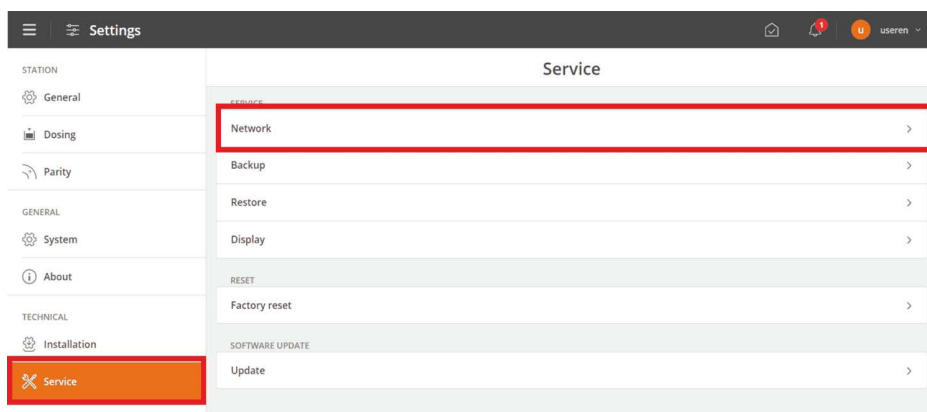 Settings
1
u
useren
STATION
General
Dosing
Parity
GENERAL
System
About
TECHNICAL
Installation
Service
Service
SERVICE
Network
Backup
Restore
Display
RESET
Factory reset
SOFTWARE UPDATE
Update